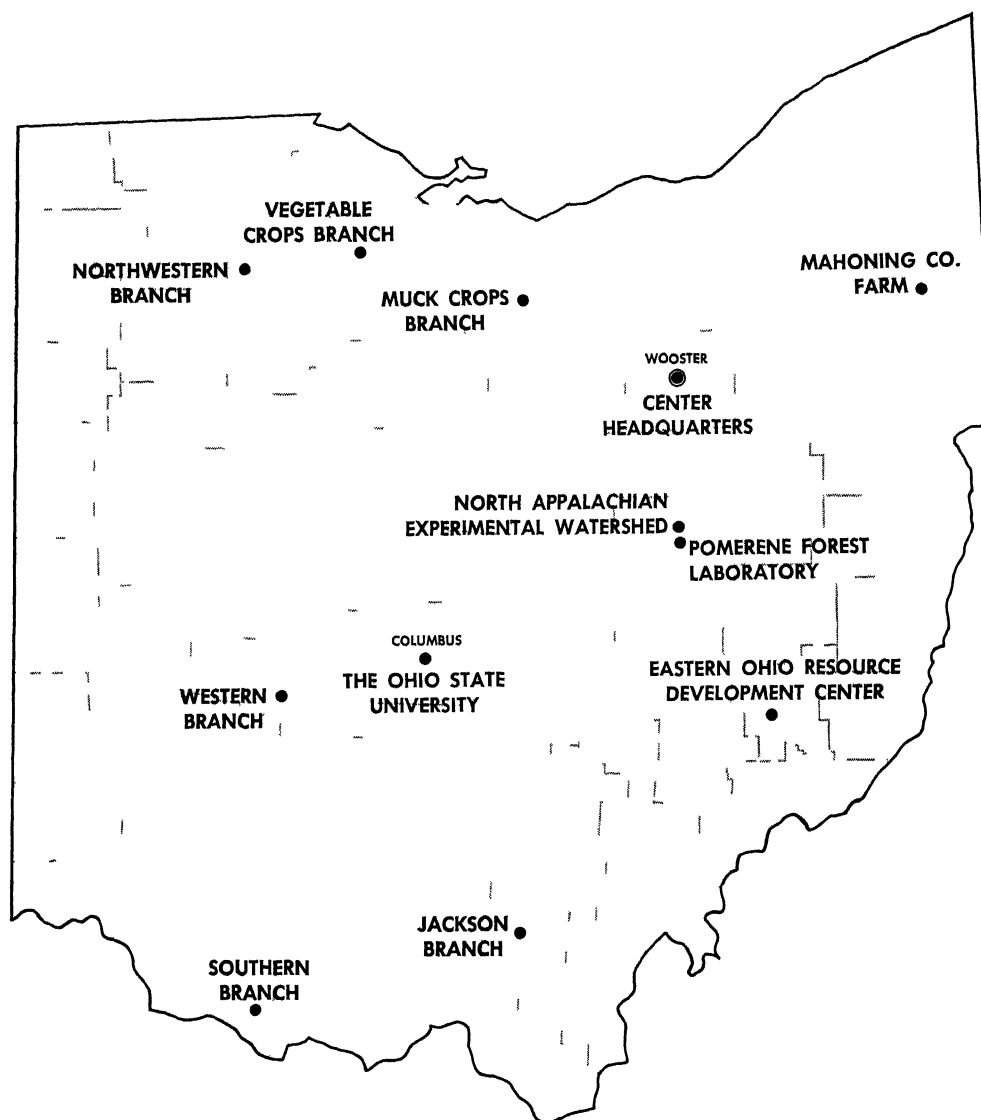 VEGETABLE
CROPS BRANCH
NORTHWESTERN
BRANCH
MUCK CROPS
BRANCH
MAHONING CO.
FARM
WOOSTER
CENTER
HEADQUARTERS
NORTH APPALACHIAN
EXPERIMENTAL WATERSHED
POMERENE FOREST
LABORATORY
COLUMBUS
THE OHIO STATE
UNIVERSITY
EASTERN OHIO RESOURCE
DEVELOPMENT CENTER
WESTERN
BRANCH
JACKSON
BRANCH
SOUTHERN
BRANCH